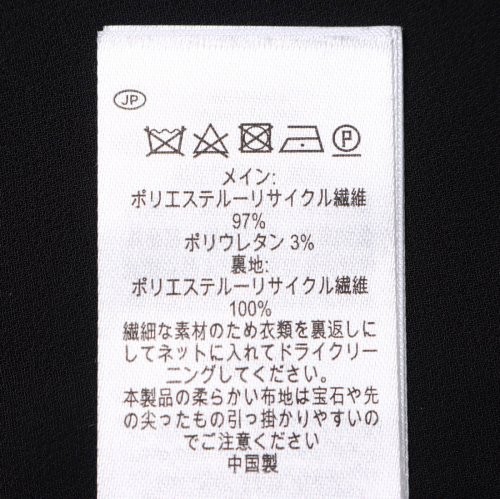 JP
P
メイン:
ポリエステルーリサイクル繊維
97%
ポリウレタン 3%
裏地:
ポリエステルーリサイクル繊維
100%
繊細な素材のため衣類を裏返しに
してネットに入れてドライクリー
ニングしてください。
本製品の柔らかい布地は宝石や先
の尖ったもの引っ掛かりやすいの
でご注意ください
中国製